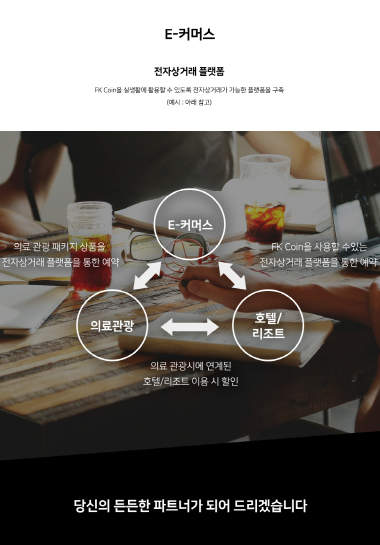 E-커머스
전자상거래 플랫폼
FK Coin을 실생활에 활용할 수 있도록 전자상거래가 가능한 플랫폼을 구축
(예시 : 아래 참고)
E-커머스
의료 관광 패키지 상품을
전자상거래 플랫폼을 통한 예약
FK Coin을 사용할 수있는
전자상거래 플랫폼을 통한 예약
의료관광
호텔/
리조트
의료 관광시에 연계된
호텔/리조트 이용 시 할인
당신의 든든한 파트너가 되어 드리겠습니다